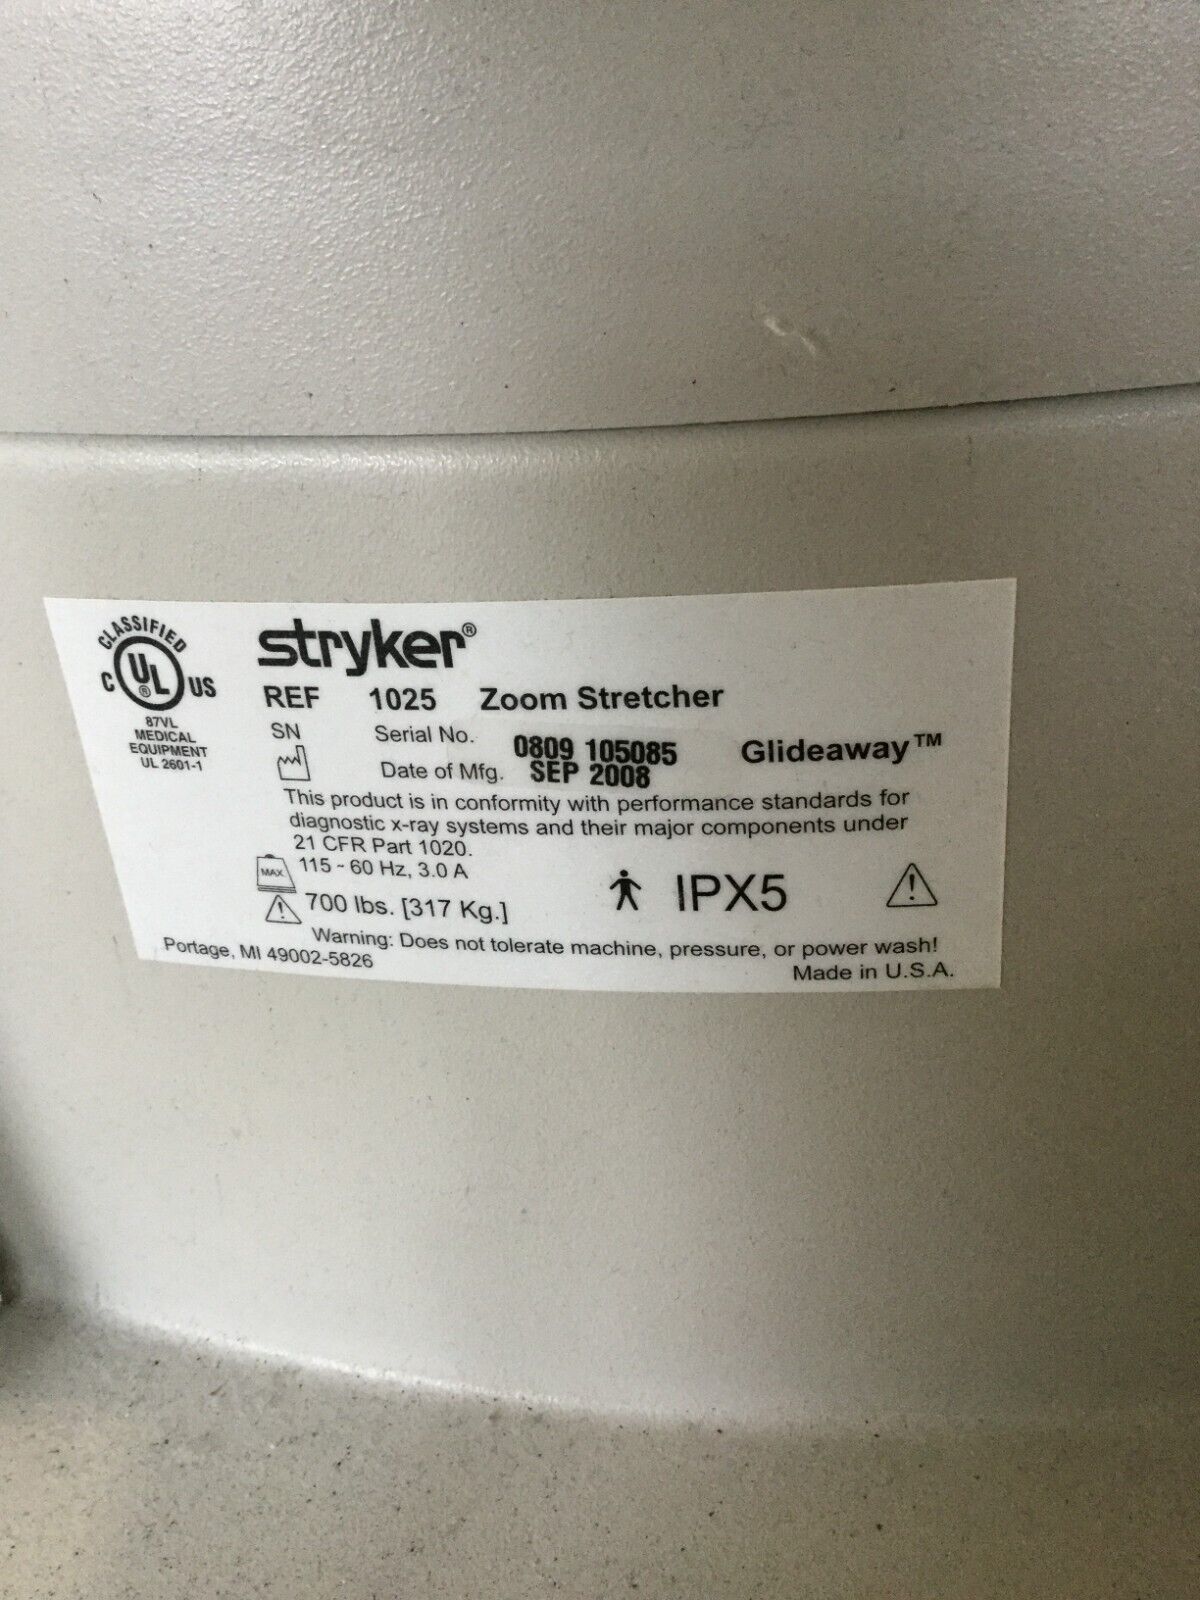 CLASSIFIED
C UL® US
87VL
MEDICAL
EQUIPMENT
UL 2601-1
stryker®
REF 1025 Zoom Stretcher
SN Serial No. 0809 105085 Glideaway™
Date of Mfg. SEP 2008
This product is in conformity with performance standards for
diagnostic x-ray systems and their major components under
21 CFR Part 1020.
MAX 115 ~ 60 Hz, 3.0 A
IPX5
700 lbs. [317 Kg.]
Warning: Does not tolerate machine, pressure, or power wash!
Portage, MI 49002-5826
Made in U.S.A.